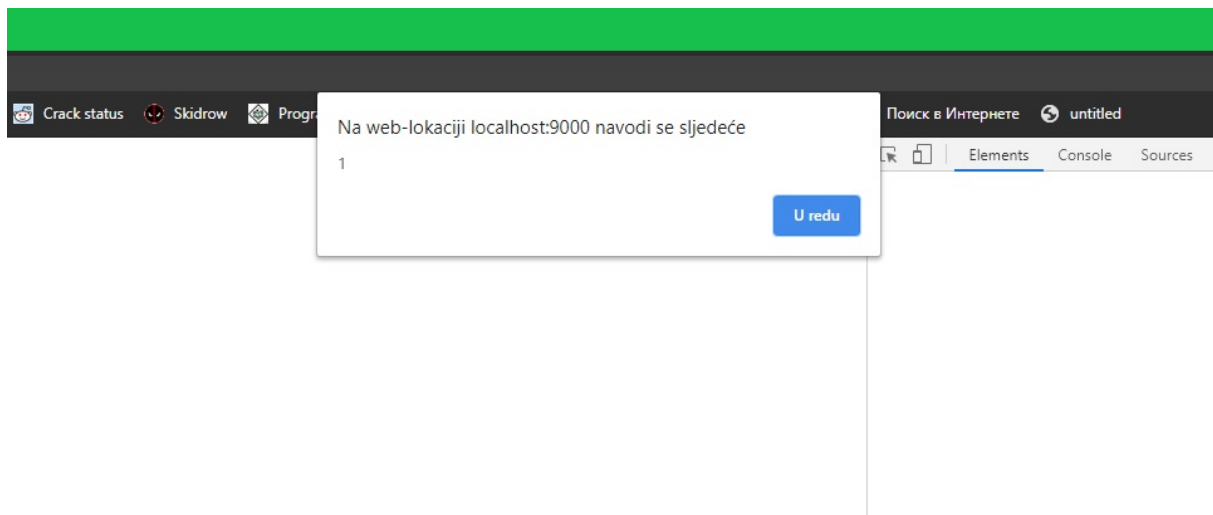 Crack status Skidrow Progr Поиск в Интернете untitled
Na web-lokaciji localhost:9000 navodi se sljedeće
1
U redu
Elements Console Sources